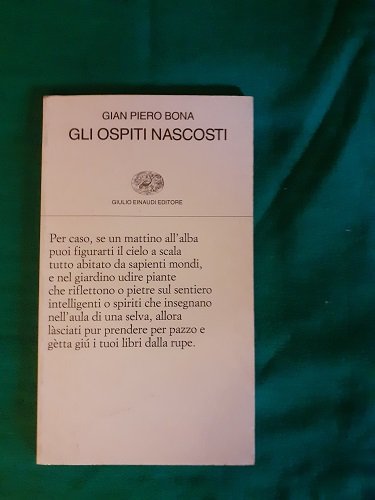 GIAN PIERO BONA
GLI OSPITI NASCOSTI
GIULIO EINAUDI EDITORE
Per caso, se un mattino all'alba
puoi figurarti il cielo a scala
tutto abitato da sapienti mondi,
e nel giardino udire piante
che riflettono o pietre sul sentiero
intelligenti o spiriti che insegnano
nell'aula di una selva, allora
làsciati pur prendere per pazzo e
gètta giú i tuoi libri dalla rupe.